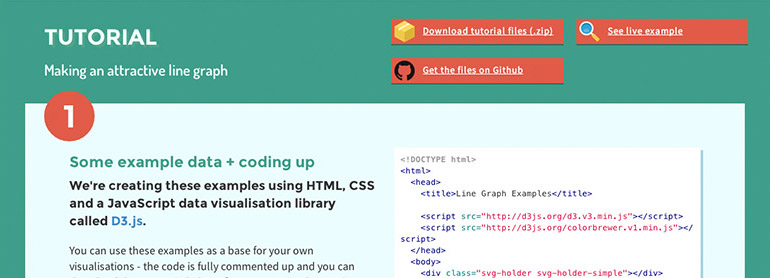 TUTORIAL
Making an attractive line graph
Download tutorial files (.zip)
See live example
Get the files on Github
1
Some example data + coding up
We're creating these examples using HTML, CSS
and a JavaScript data visualisation library
called D3.js.
You can use these examples as a base for your own
visualisations - the code is fully commented up and you can
<!DOCTYPE html>
<html>
<head>
<title>Line Graph Examples</title>
<script src="http://d3js.org/d3.v3.min.js"></script>
<script src="http://d3js.org/colorbrewer.v1.min.js"></
script>
</head>
<body>
<div class="svg-holder svg-holder-simple"></div>